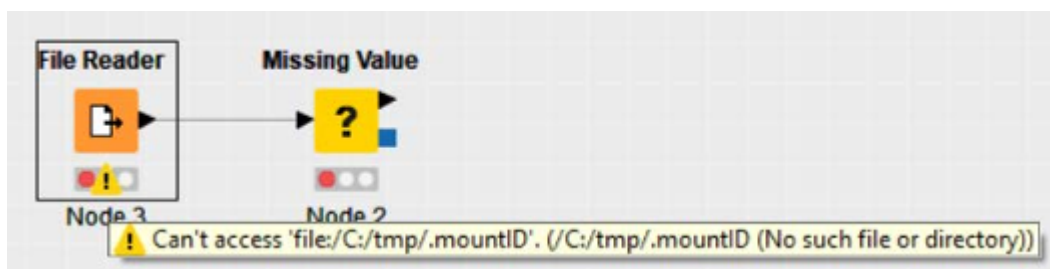 File Reader
Missing Value
?
!
Node 3
Node 2
! Can't access 'file:/C:/tmp/.mountID'. (/C:/tmp/.mountID (No such file or directory))